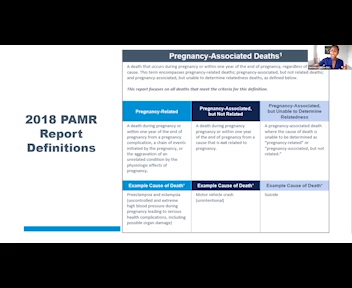 Pregnancy-Associated Deaths¹
A death that occurs during pregnancy or within one year of the end of pregnancy, regardless of
cause. This term encompasses pregnancy-related deaths; pregnancy-associated, but not related deaths;
and pregnancy-associated, but unable to determine relatedness deaths, as defined below.
This report focuses on all deaths that meet the criteria for this definition.
2018 PAMR
Report
Definitions
Pregnancy-Related
A death during pregnancy or
within one year of the end of
pregnancy from a pregnancy
complication, a chain of events
initiated by the pregnancy, or
the aggravation of an
unrelated condition by the
physiologic effects of
pregnancy.
Pregnancy-Associated,
but Not Related
A death during pregnancy
pregnancy or within one year
of the end of pregnancy from a
cause that is not related to
pregnancy.
Pregnancy-Associated,
but Unable to Determine
Relatedness
A pregnancy-associated death
where the cause of death is
unable to be determined as
"pregnancy related" or
"pregnancy-associated, but
not related."
Example Cause of Death*
Preeclampsia and eclampsia
(uncontrolled and extreme
high blood pressure during
pregnancy leading to serious
health complications, including
possible organ damage)
Example Cause of Death*
Motor vehicle crash
(unintentional)
Example Cause of Death*
Suicide